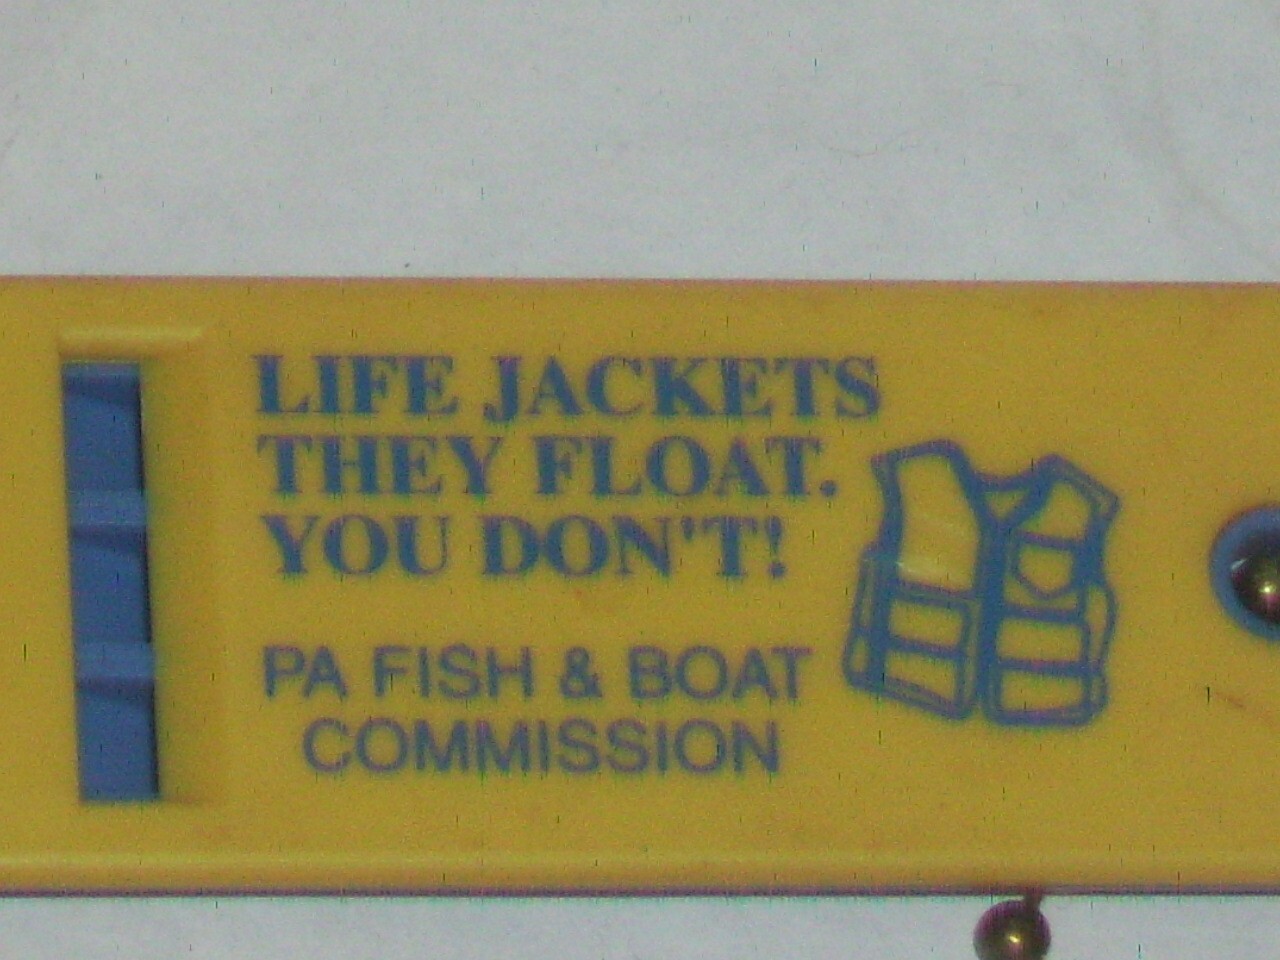 LIFE JACKETS
THEY FLOAT.
YOU DON'T!
PA FISH & BOAT
COMMISSION